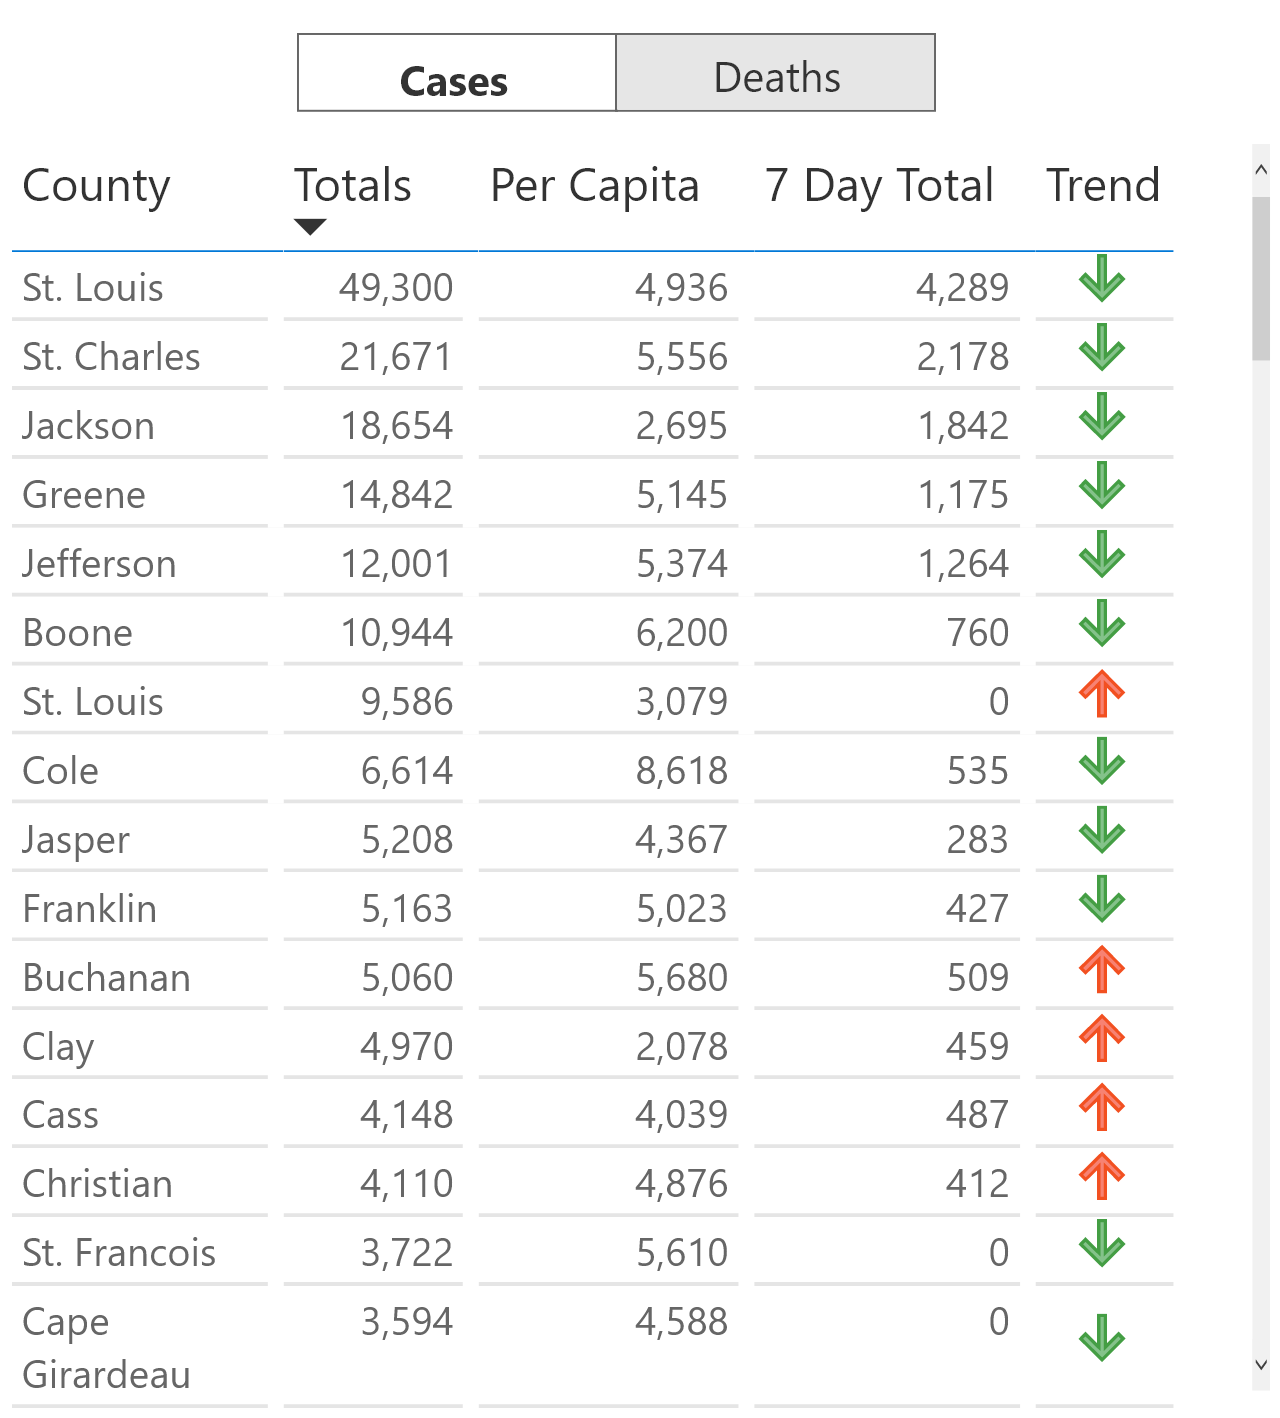 Cases Deaths
County Totals Per Capita 7 Day Total Trend
St. Louis 49,300 4,936 4,289
St. Charles 21,671 5,556 2,178
Jackson 18,654 2,695 1,842
Greene 14,842 5,145 1,175
Jefferson 12,001 5,374 1,264
Boone 10,944 6,200 760
St. Louis 9,586 3,079 0
Cole 6,614 8,618 535
Jasper 5,208 4,367 283
Franklin 5,163 5,023 427
Buchanan 5,060 5,680 509
Clay 4,970 2,078 459
Cass 4,148 4,039 487
Christian 4,110 4,876 412
St. Francois 3,722 5,610 0
Cape 3,594 4,588 0
Girardeau